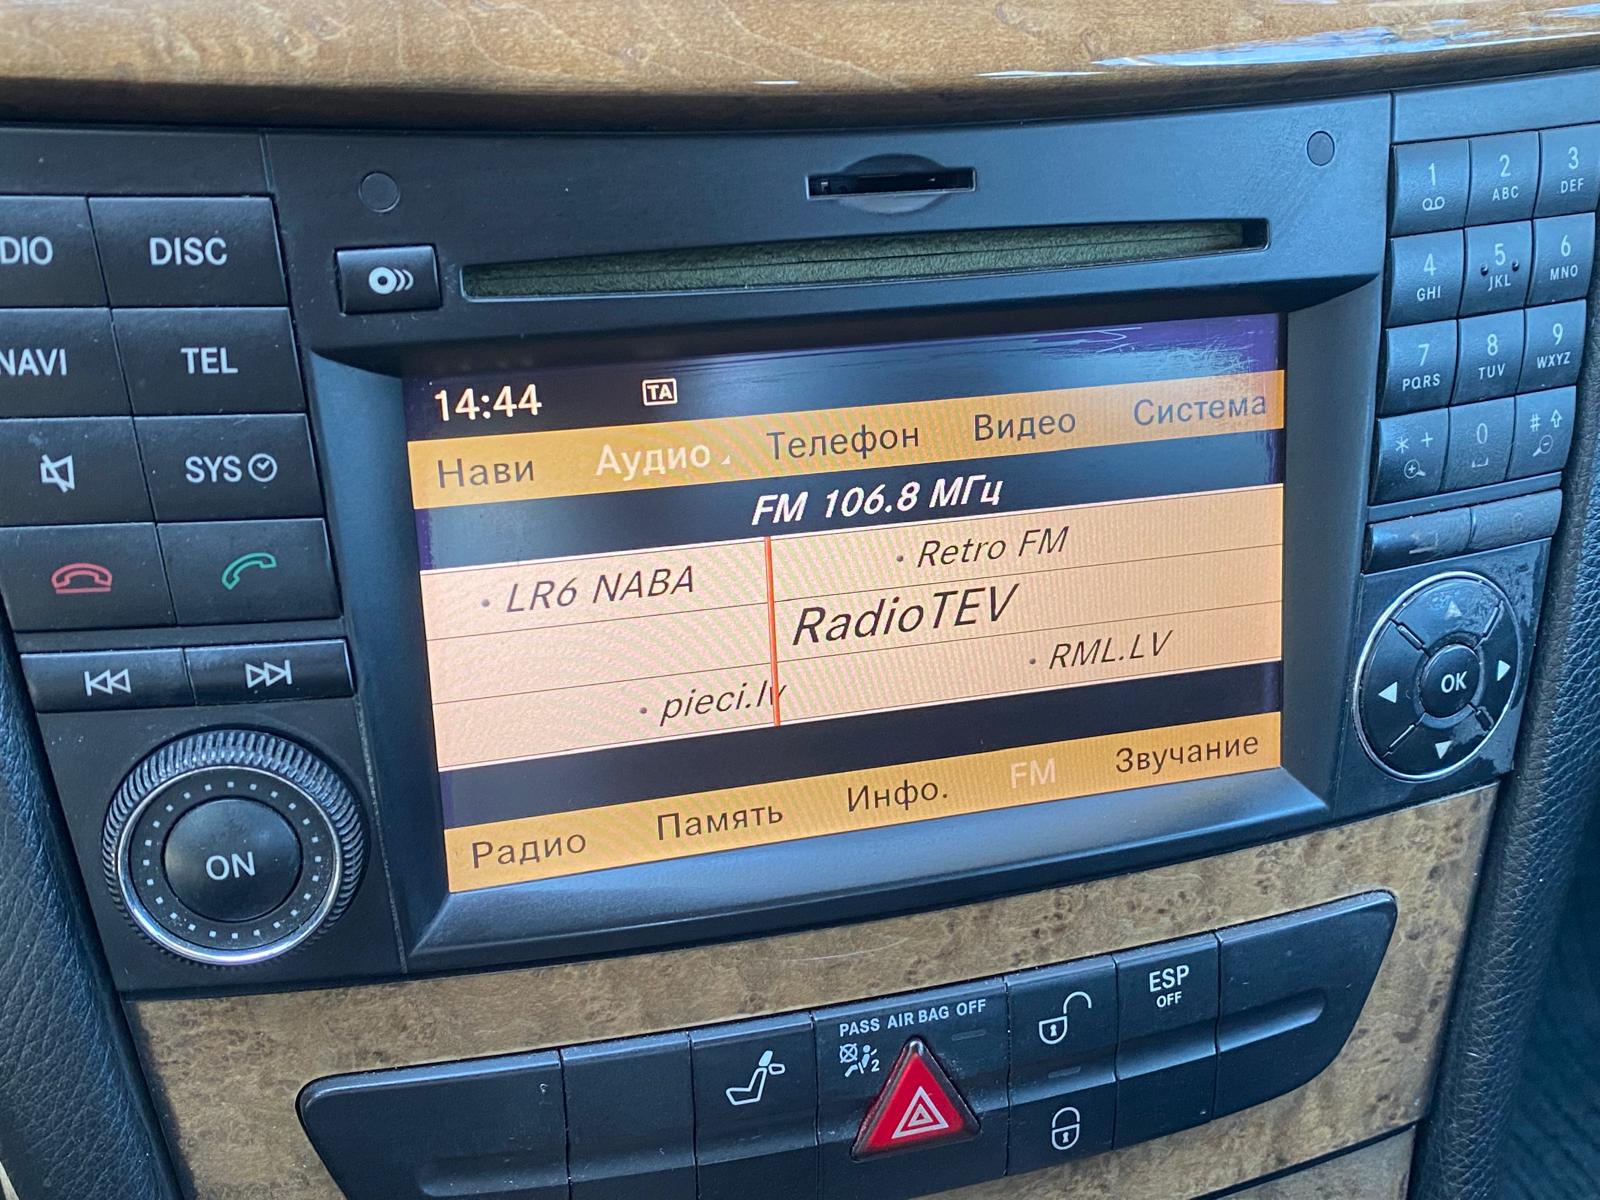 DISC
NAVI
TEL
SYS
ON
14:44
TA
Нави Аудио Телефон Видео Система
FM 106.8 МГц
Retro FM
LR6 NABA
RadioTEV
RML.LV
pieci.lv
Радио Память Инфо. FM Звучание
1
2 ABC
3 DEF
4 GHI
5 JKL
6 MNO
7 PQRS
8 TUV
9 WXYZ
* +
0
#
OK
PASS AIR BAG OFF
2
ESP
OFF